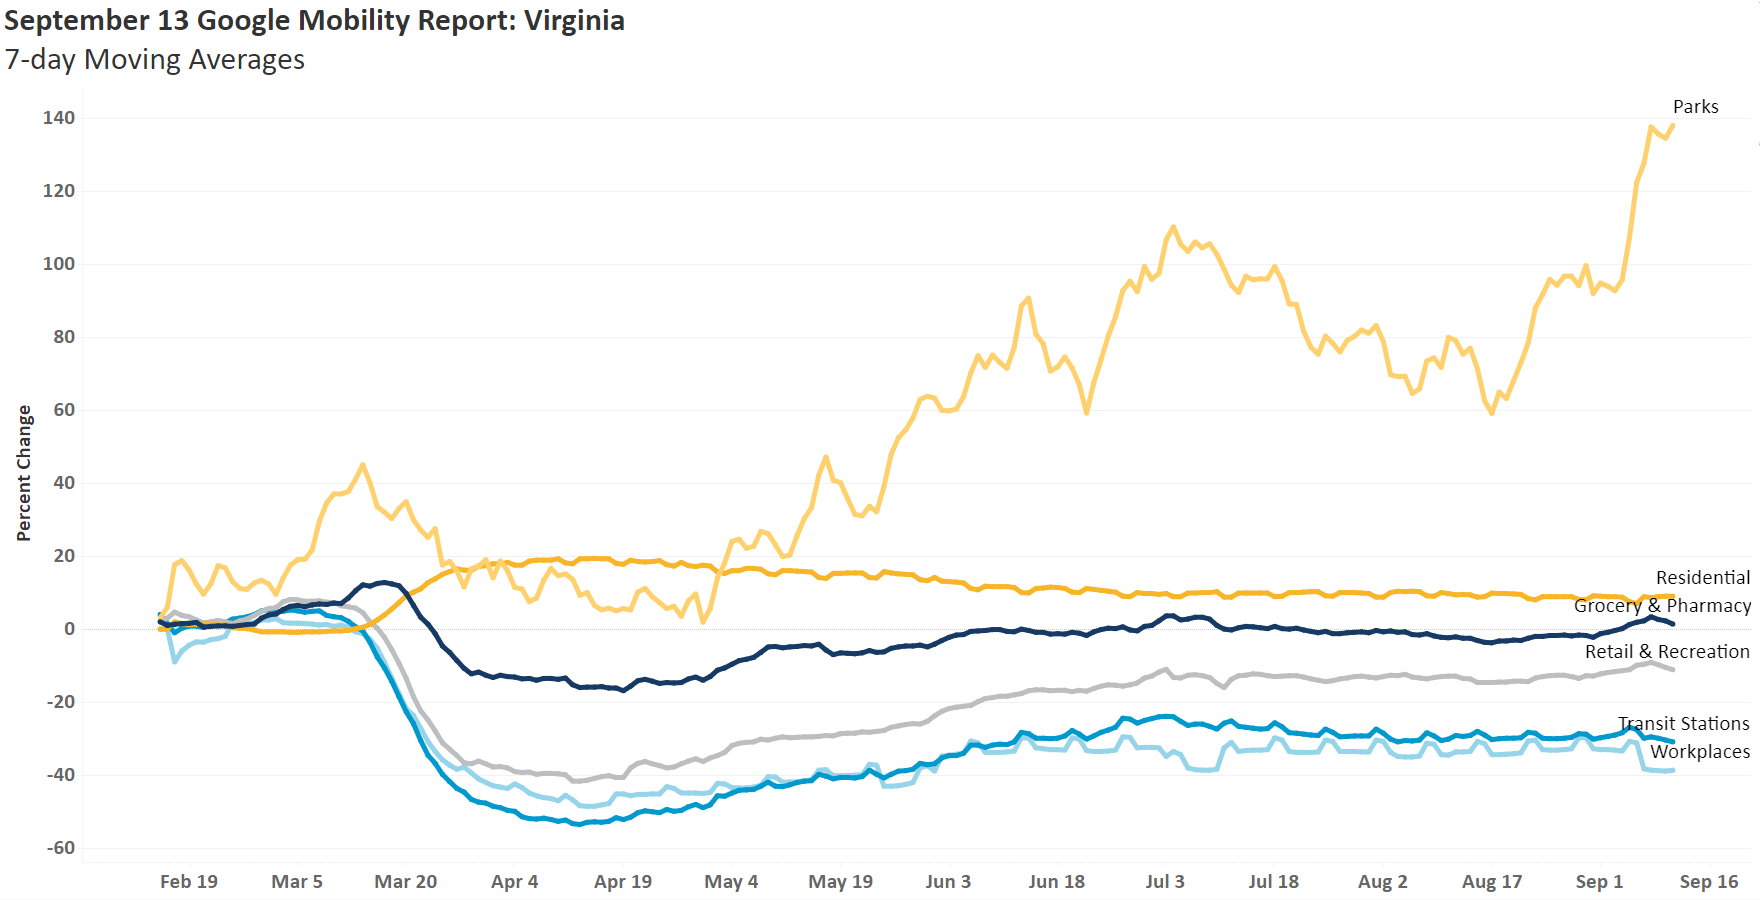 September 13 Google Mobility Report: Virginia
7-day Moving Averages
Percent Change
140
120
100
80
60
40
20
0
-20
-40
-60
Parks
Residential
Grocery & Pharmacy
Retail & Recreation
Transit Stations
Workplaces
Feb 19 Mar 5 Mar 20 Apr 4 Apr 19 May 4 May 19 Jun 3 Jun 18 Jul 3 Jul 18 Aug 2 Aug 17 Sep 1 Sep 16